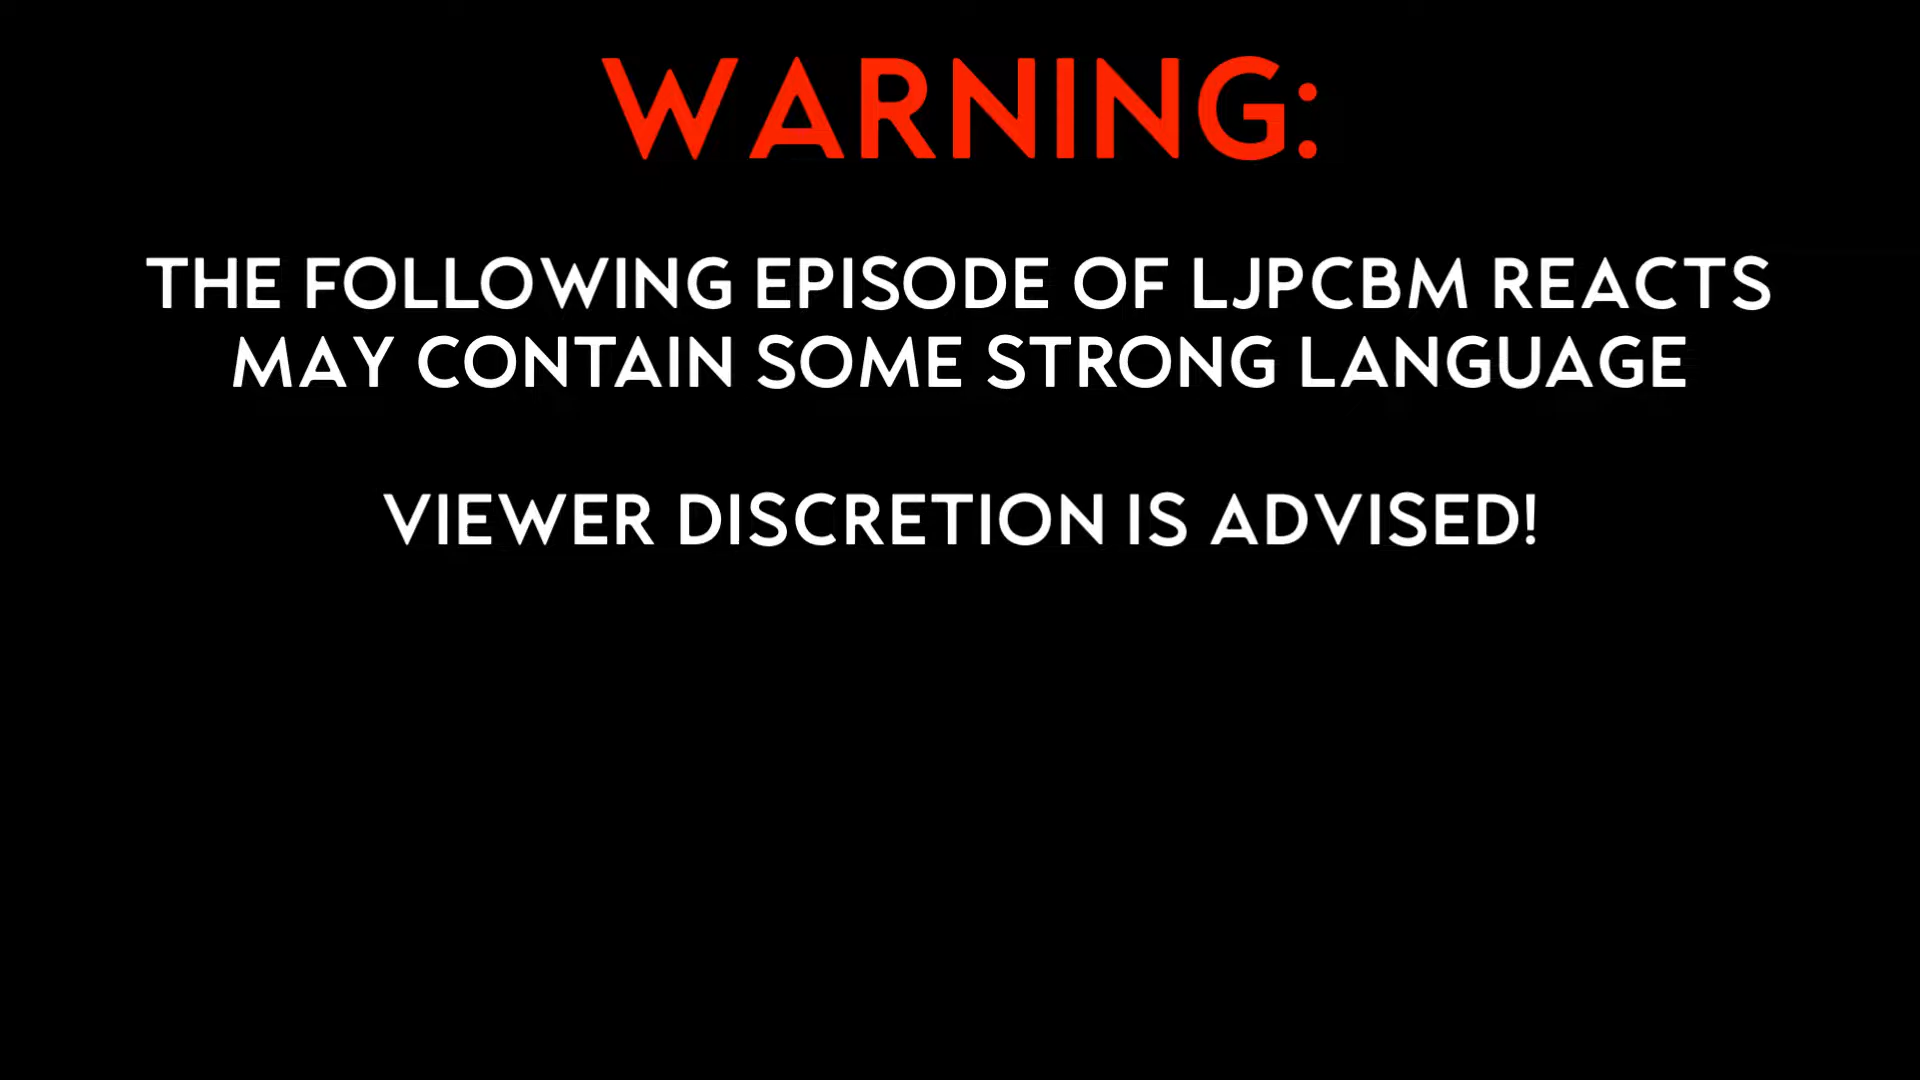 WARNING:
THE FOLLOWING EPISODE OF LJPCBM REACTS
MAY CONTAIN SOME STRONG LANGUAGE
VIEWER DISCRETION IS ADVISED!